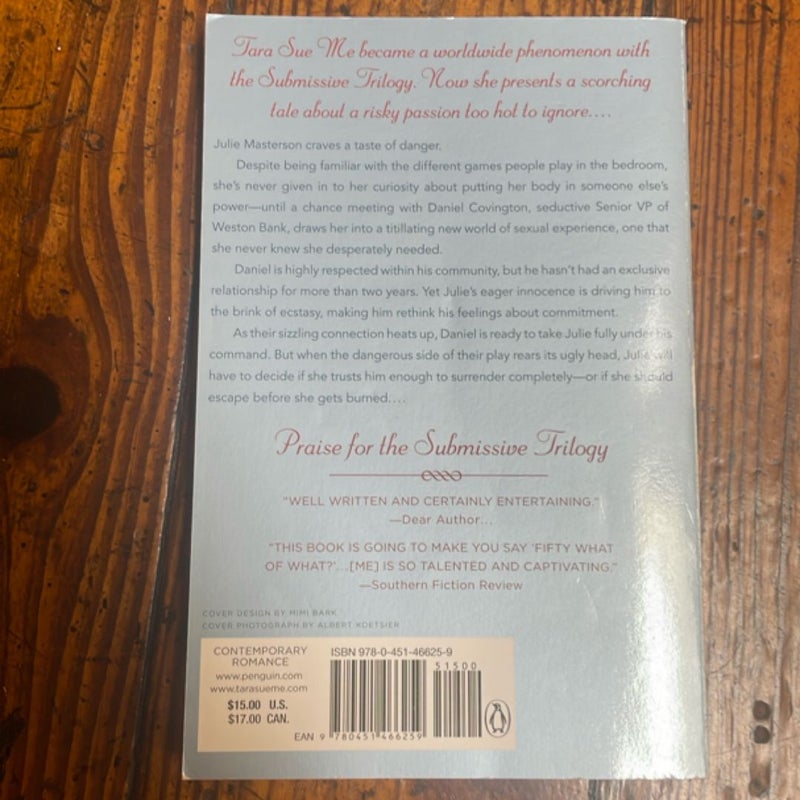 Tara Sue Me became a worldwide phenomenon with
the Submissive Trilogy. Now she presents a scorching
tale about a risky passion too hot to ignore....
Julie Masterson craves a taste of danger.
Despite being familiar with the different games people play in the bedroom,
she's never given in to her curiosity about putting her body in someone else's
power—until a chance meeting with Daniel Covington, seductive Senior VP of
Weston Bank, draws her into a titillating new world of sexual experience, one that
she never knew she desperately needed.
Daniel is highly respected within his community, but he hasn't had an exclusive
relationship for more than two years. Yet Julie's eager innocence is driving him to
the brink of ecstasy, making him rethink his feelings about commitment.
As their sizzling connection heats up, Daniel is ready to take Julie fully under his
command. But when the dangerous side of their play rears its ugly head, Julie will
have to decide if she trusts him enough to surrender completely—or if she should
escape before she gets burned....
Praise for the Submissive Trilogy
"WELL WRITTEN AND CERTAINLY ENTERTAINING."
—Dear Author...
"THIS BOOK IS GOING TO MAKE YOU SAY 'FIFTY WHAT
OF WHAT?'...[ME] IS SO TALENTED AND CAPTIVATING."
—Southern Fiction Review
COVER DESIGN BY MIMI BARK
COVER PHOTOGRAPH BY ALBERT KOETSIER
CONTEMPORARY
ROMANCE
www.penguin.com
www.tarasueme.com
$15.00 U.S.
$17.00 CAN.
ISBN 978-0-451-46625-9
51500
EAN 9 780451 466259